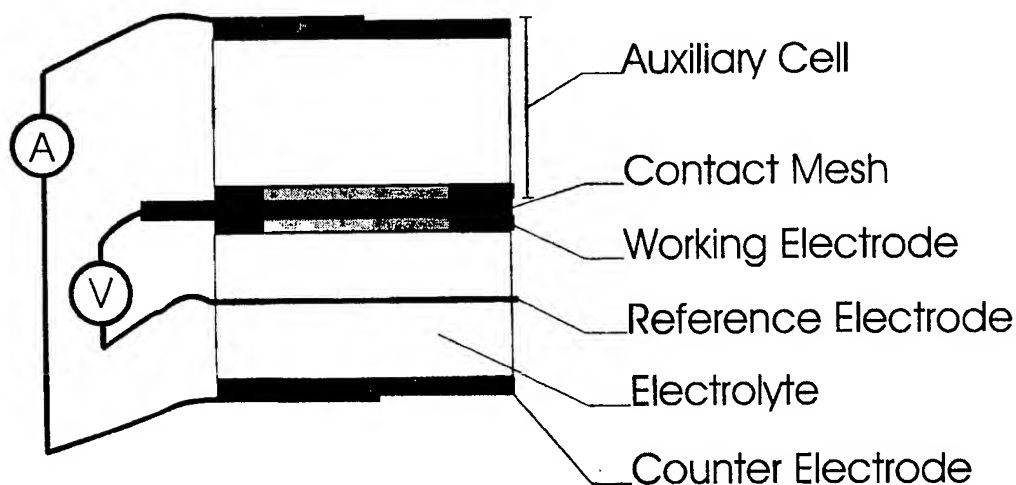 Auxiliary Cell
A
Contact Mesh
Working Electrode
V
Reference Electrode
Electrolyte
Counter Electrode